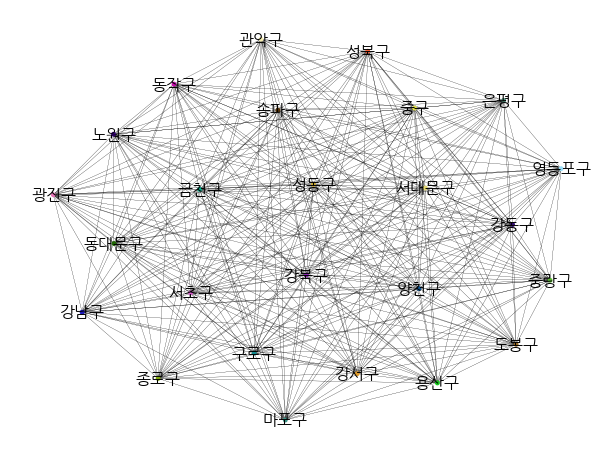 관악구
성북구
동작구
은평구
송파구
중구
노원구
영등포구
성동구
서대문구
금천구
광진구
강동구
동대문구
강북구
중랑구
양천구
서초구
강남구
도봉구
구로구
강서구
종로구
용산구
마포구